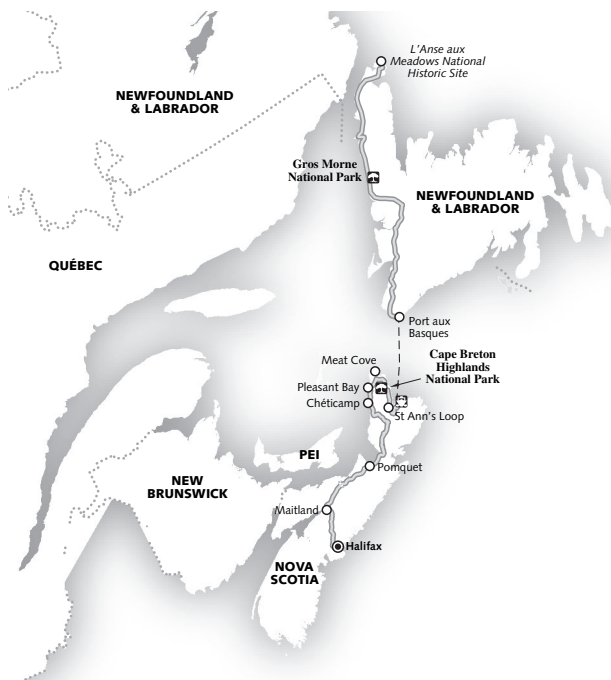 L'Anse aux
Meadows National
Historic Site
NEWFOUNDLAND
& LABRADOR
Gros Morne
National Park
NEWFOUNDLAND
& LABRADOR
QUÉBEC
Port aux
Basques
Meat Cove
Cape Breton
Highlands
National Park
Pleasant Bay
Chéticamp
St Ann's Loop
PEI
Pomquet
NEW
BRUNSWICK
Maitland
Halifax
NOVA
SCOTIA